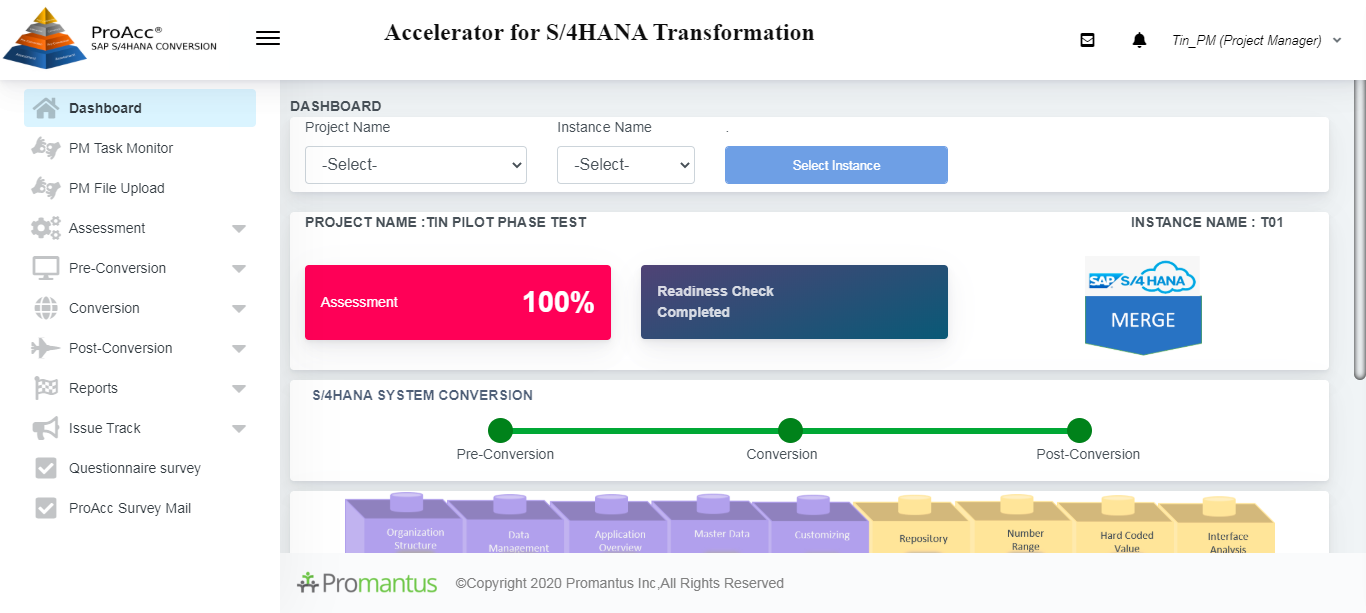 ProAcc®
SAP S/4HANA CONVERSION
Accelerator for S/4HANA Transformation
Tin_PM (Project Manager)
Dashboard
PM Task Monitor
PM File Upload
Assessment
Pre-Conversion
Conversion
Post-Conversion
Reports
Issue Track
Questionnaire survey
ProAcc Survey Mail
DASHBOARD
Project Name
Instance Name
.
-Select-
-Select-
Select Instance
PROJECT NAME :TIN PILOT PHASE TEST
INSTANCE NAME : T01
Assessment
100%
Readiness Check
Completed
SAP S/4 HANA
MERGE
S/4HANA SYSTEM CONVERSION
Pre-Conversion
Conversion
Post-Conversion
Organization
Structure
Data
Management
Application
Overview
Master Data
Customizing
Repository
Number
Range
Hard Coded
Value
Interface
Analysis
Promantus
©Copyright 2020 Promantus Inc,All Rights Reserved